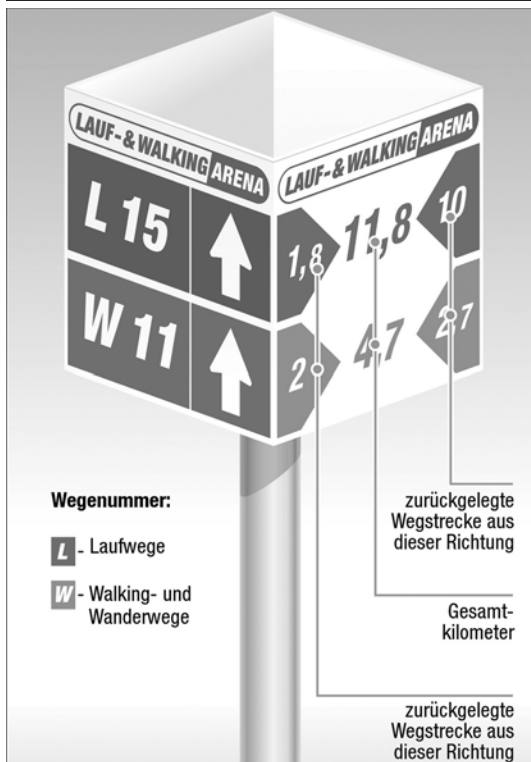 LAUF-& WALKING ARENA
L 15
W 11
LAUF-& WALKING ARENA
1,8 11,8 10
2 4,7 2,7
Wegenummer:
L - Laufwege
W - Walking- und
Wanderwege
zurückgelegte
Wegstrecke aus
dieser Richtung
Gesamt-
kilometer
zurückgelegte
Wegstrecke aus
dieser Richtung